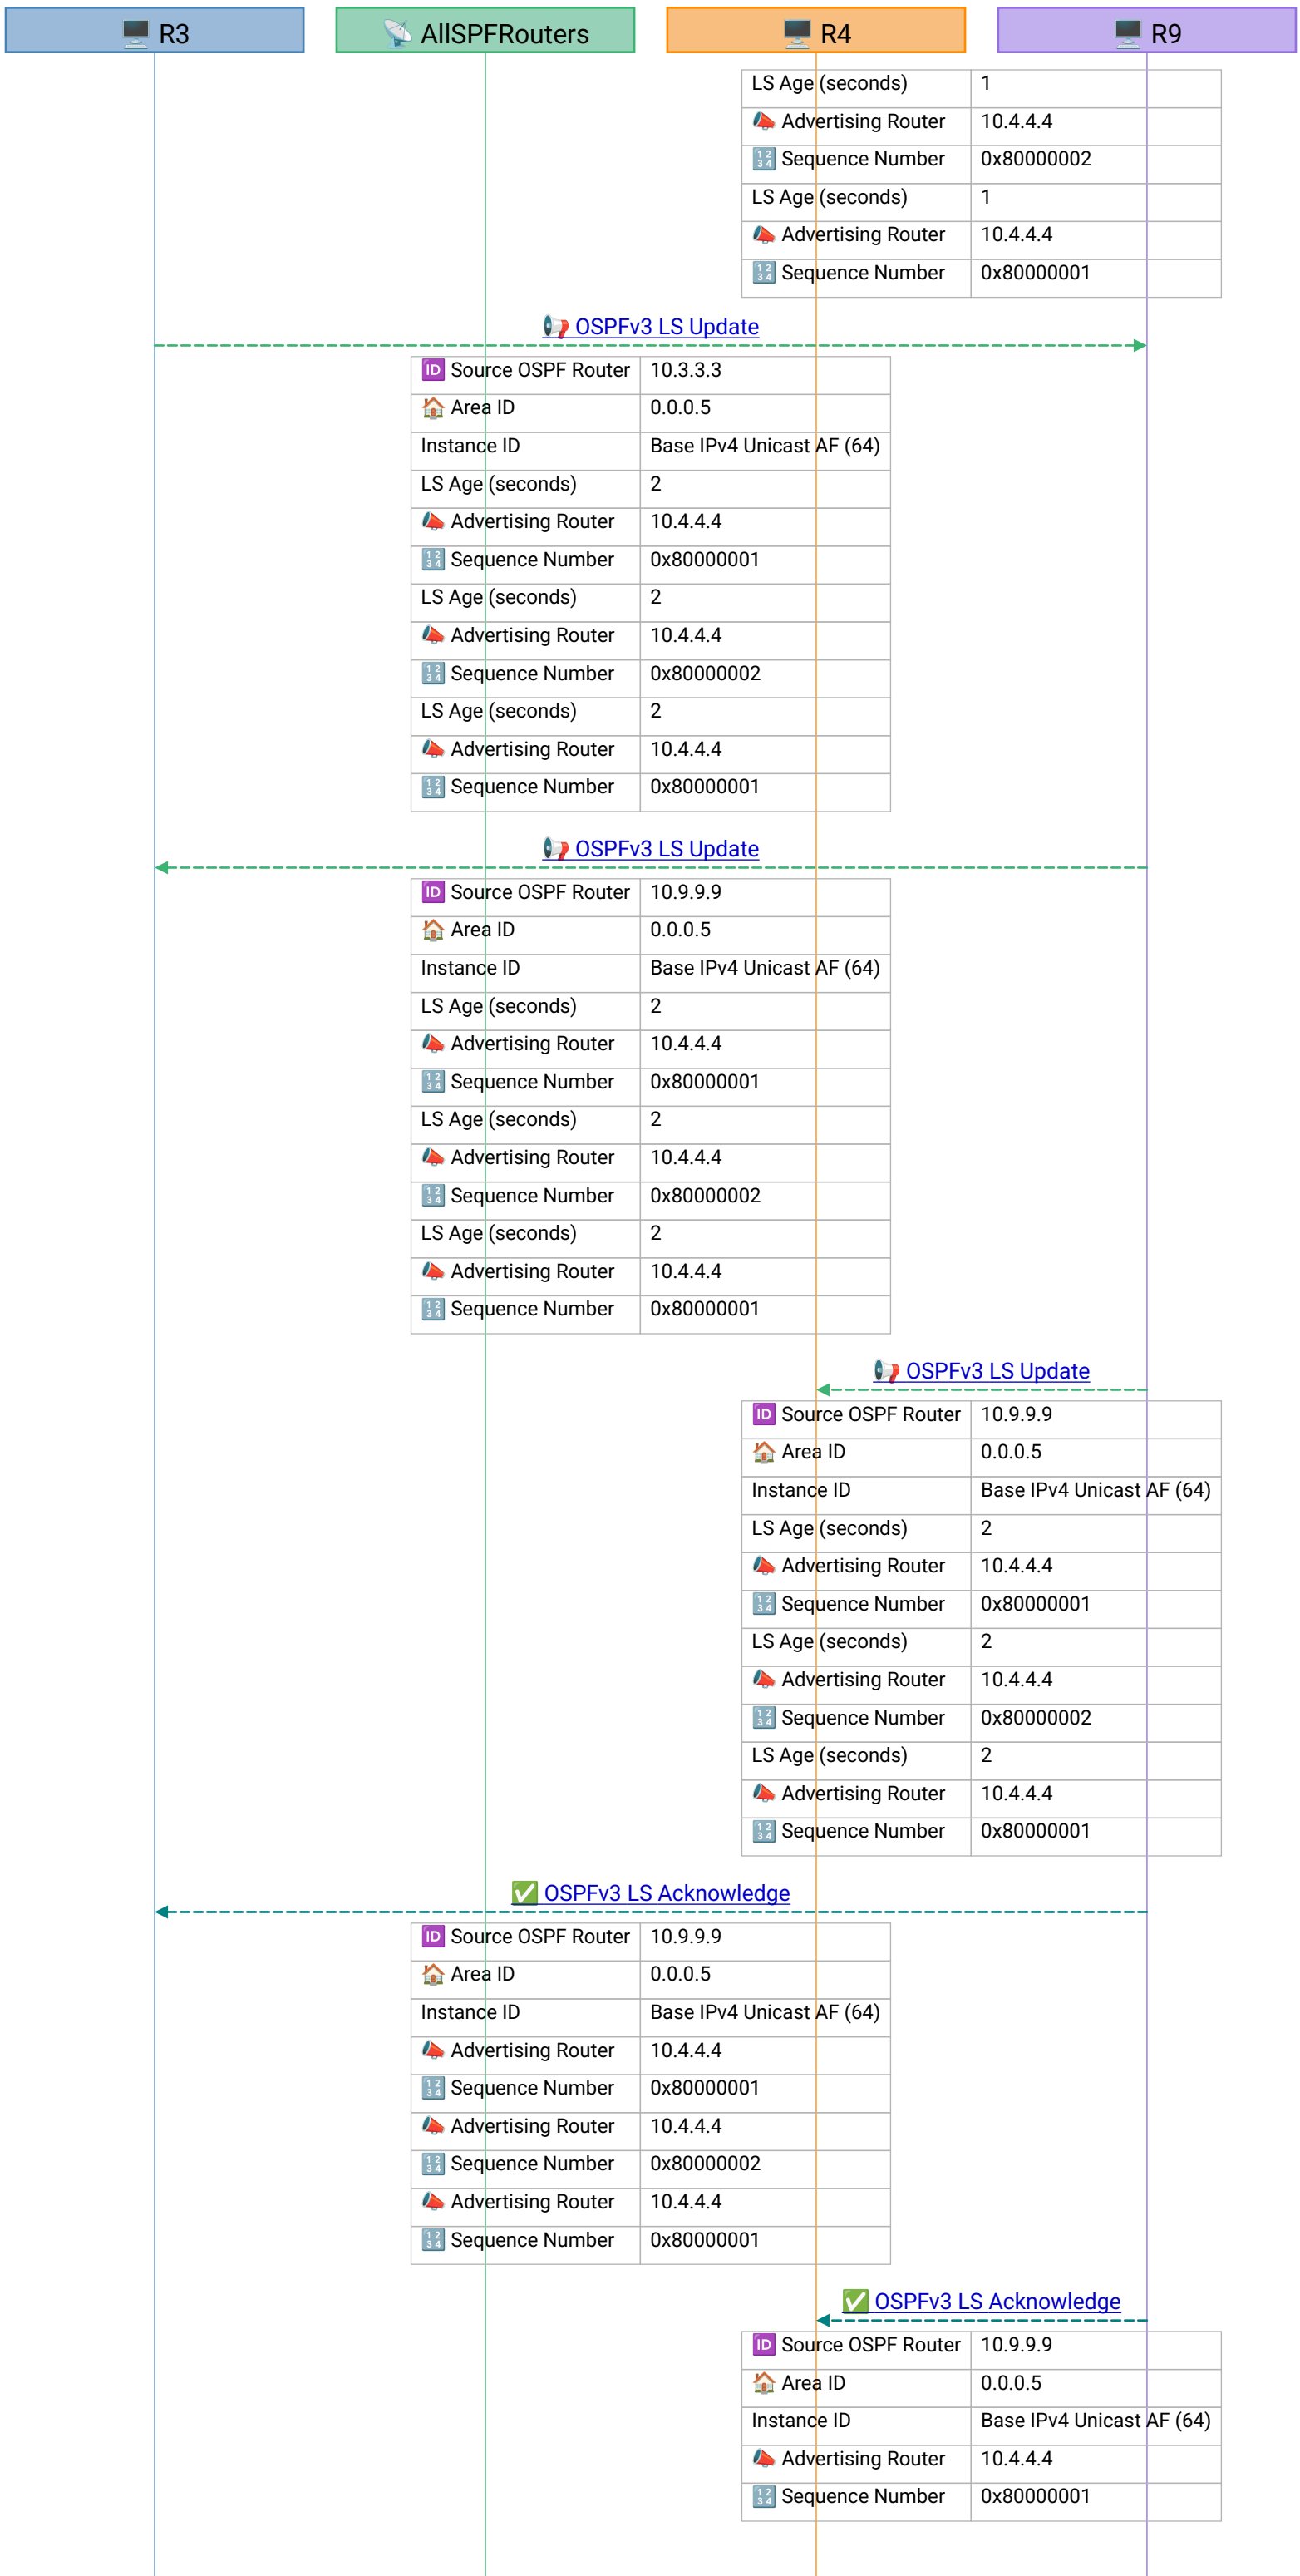 R3
AllSPFRouters
R4
R9
LS Age (seconds) 1
Advertising Router 10.4.4.4
Sequence Number 0x80000002
LS Age (seconds) 1
Advertising Router 10.4.4.4
Sequence Number 0x80000001
OSPFv3 LS Update
Source OSPF Router 10.3.3.3
Area ID 0.0.0.5
Instance ID Base IPv4 Unicast AF (64)
LS Age (seconds) 2
Advertising Router 10.4.4.4
Sequence Number 0x80000001
LS Age (seconds) 2
Advertising Router 10.4.4.4
Sequence Number 0x80000002
LS Age (seconds) 2
Advertising Router 10.4.4.4
Sequence Number 0x80000001
OSPFv3 LS Update
Source OSPF Router 10.9.9.9
Area ID 0.0.0.5
Instance ID Base IPv4 Unicast AF (64)
LS Age (seconds) 2
Advertising Router 10.4.4.4
Sequence Number 0x80000001
LS Age (seconds) 2
Advertising Router 10.4.4.4
Sequence Number 0x80000002
LS Age (seconds) 2
Advertising Router 10.4.4.4
Sequence Number 0x80000001
OSPFv3 LS Update
Source OSPF Router 10.9.9.9
Area ID 0.0.0.5
Instance ID Base IPv4 Unicast AF (64)
LS Age (seconds) 2
Advertising Router 10.4.4.4
Sequence Number 0x80000001
LS Age (seconds) 2
Advertising Router 10.4.4.4
Sequence Number 0x80000002
LS Age (seconds) 2
Advertising Router 10.4.4.4
Sequence Number 0x80000001
OSPFv3 LS Acknowledge
Source OSPF Router 10.9.9.9
Area ID 0.0.0.5
Instance ID Base IPv4 Unicast AF (64)
Advertising Router 10.4.4.4
Sequence Number 0x80000001
Advertising Router 10.4.4.4
Sequence Number 0x80000002
Advertising Router 10.4.4.4
Sequence Number 0x80000001
OSPFv3 LS Acknowledge
Source OSPF Router 10.9.9.9
Area ID 0.0.0.5
Instance ID Base IPv4 Unicast AF (64)
Advertising Router 10.4.4.4
Sequence Number 0x80000001